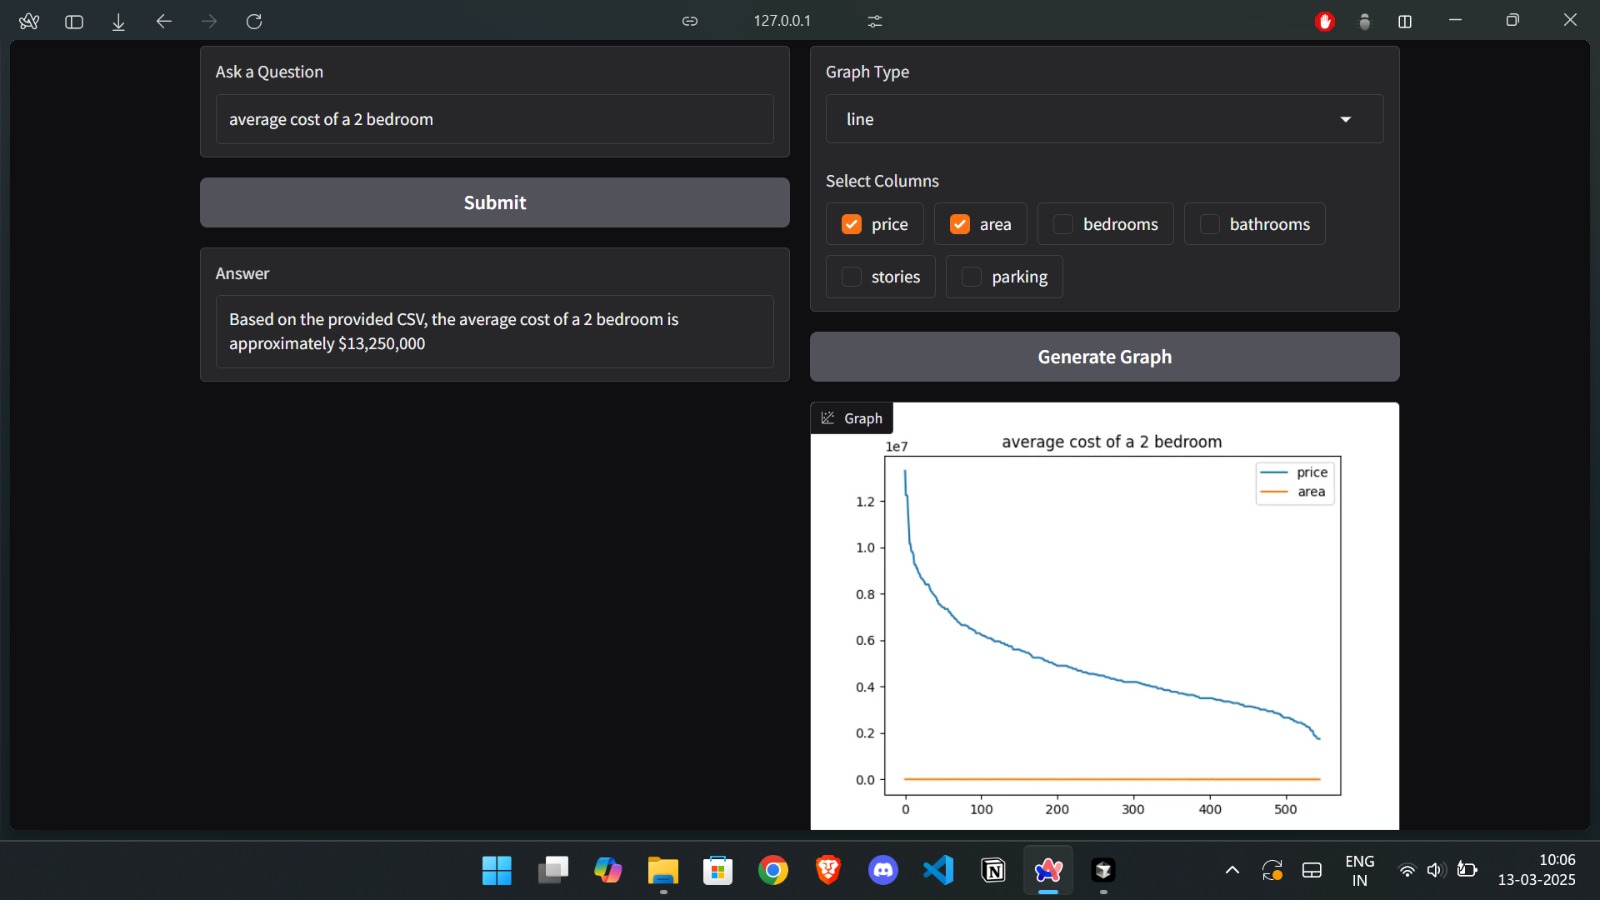 127.0.0.1
Ask a Question
average cost of a 2 bedroom
Submit
Answer
Based on the provided CSV, the average cost of a 2 bedroom is
approximately $13,250,000
Graph Type
line
Select Columns
price area bedrooms bathrooms
stories parking
Generate Graph
Graph
average cost of a 2 bedroom
1e7
price
area
1.2
1.0
0.8
0.6
0.4
0.2
0.0
0 100 200 300 400 500
ENG
IN
10:06
13-03-2025